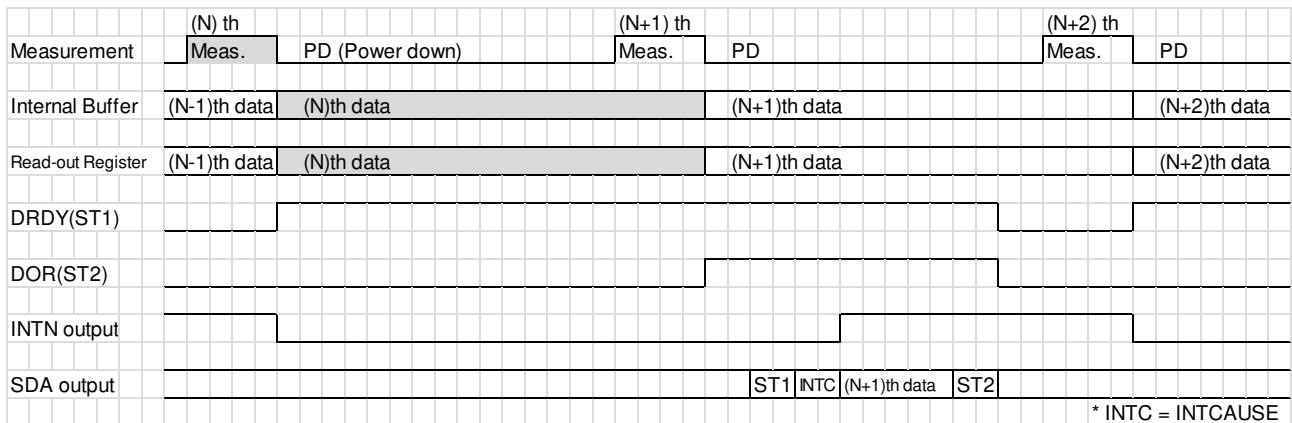 (N) th (N+1) th (N+2) th
Measurement Meas. PD (Power down) Meas. PD Meas. PD
Internal Buffer (N-1)th data (N)th data (N+1)th data (N+2)th data
Read-out Register (N-1)th data (N)th data (N+1)th data (N+2)th data
DRDY(ST1)
DOR(ST2)
INTN output
SDA output ST1 INTC (N+1)th data ST2
* INTC = INTCAUSE